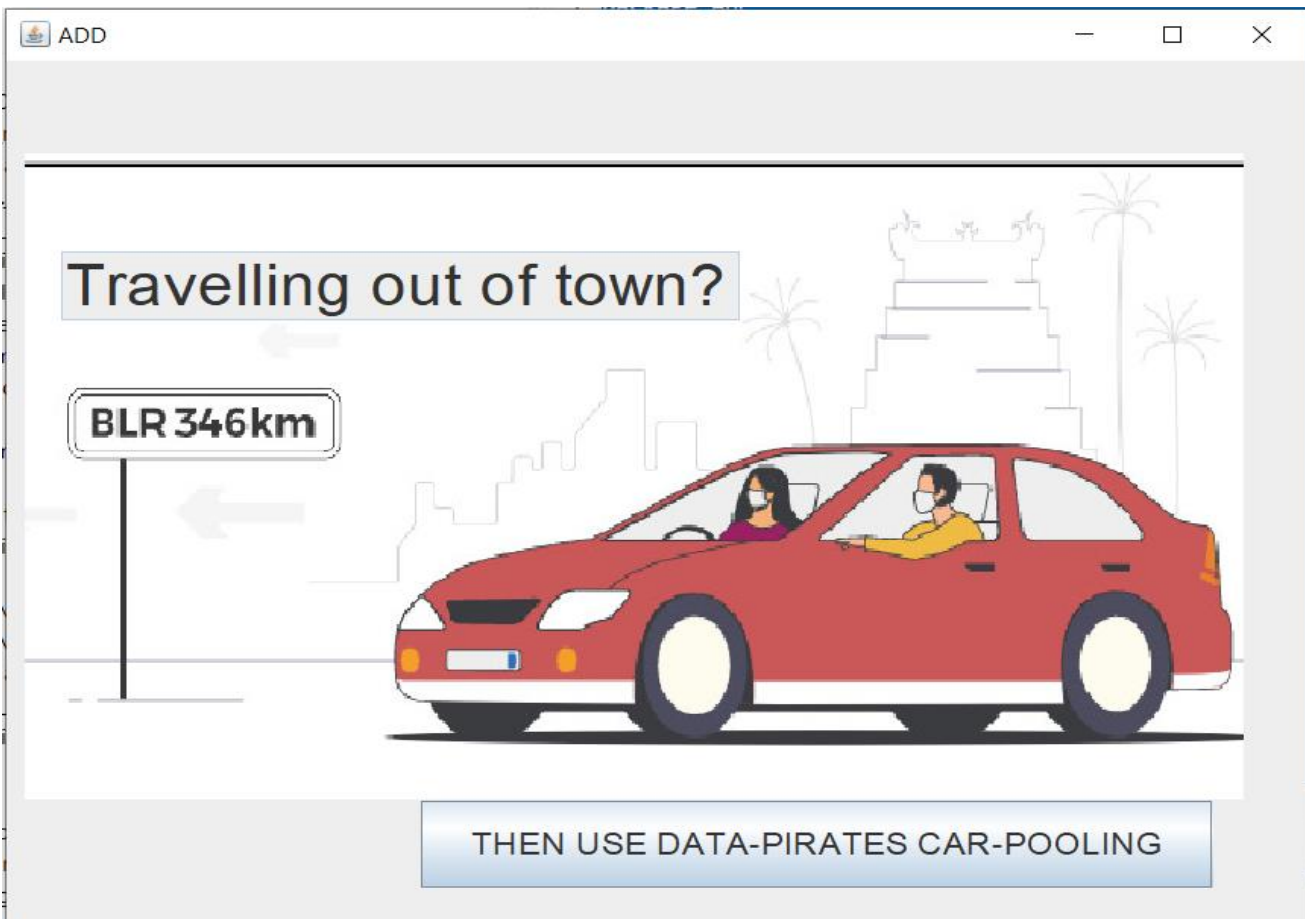 ADD
Travelling out of town?
BLR 346km
THEN USE DATA-PIRATES CAR-POOLING